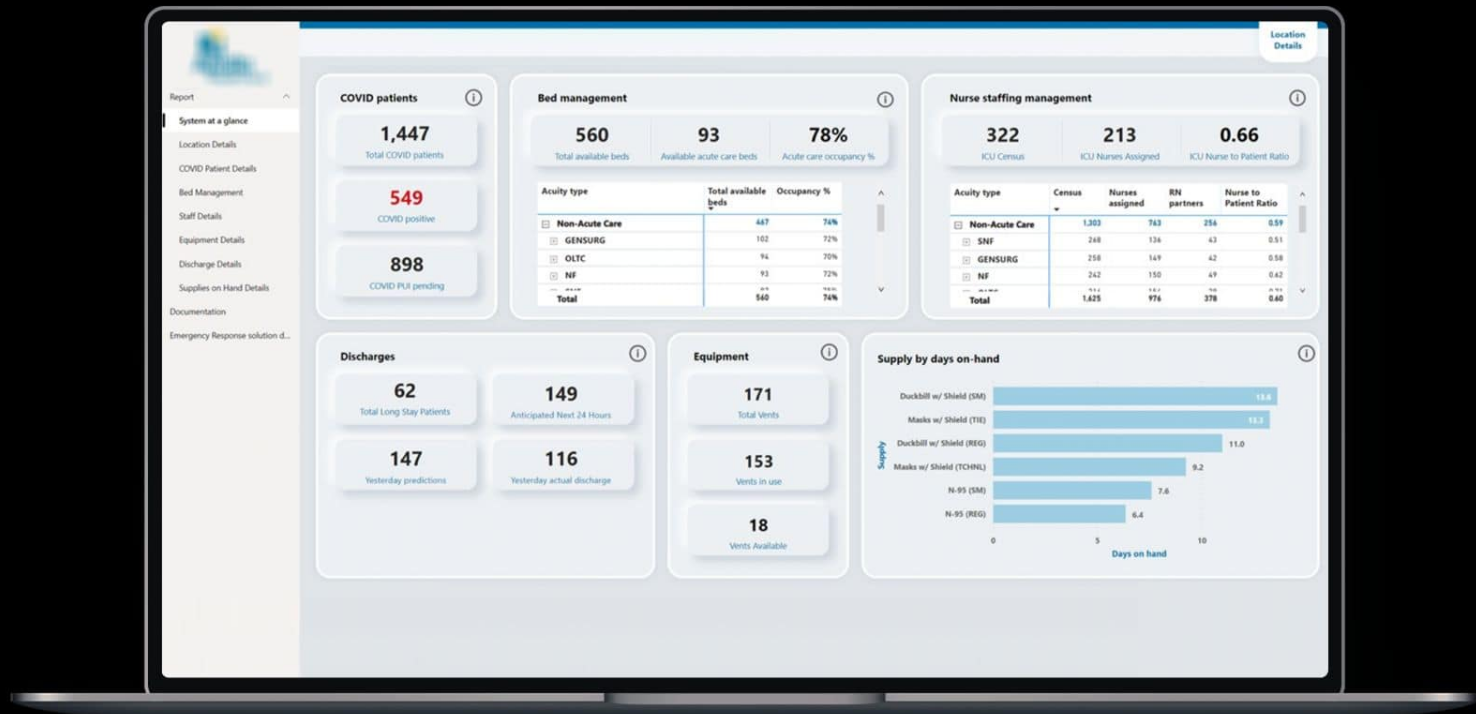 Location
Details
Report
System at a glance
Location Details
COVID Patient Details
Bed Management
Staff Details
Equipment Details
Discharge Details
Supplies on Hand Details
Documentation
Emergency Response solution d...
COVID patients
1,447
Total COVID patients
549
COVID positive
898
COVID PUI pending
Bed management
560 93 78%
Total available beds Available acute care beds Acute care occupancy %
Acuity type Total available beds Occupancy %
Non-Acute Care 467 76%
GENSURG 102 72%
OLTC 94 70%
NF 93 72%
Total 560 74%
Nurse staffing management
322 213 0.66
ICU Census ICU Nurses Assigned ICU Nurse to Patient Ratio
Acuity type Census Nurses assigned RN partners Nurse to Patient Ratio
Non-Acute Care 1,303 763 256 0.59
SNF 268 136 43 0.51
GENSURG 258 149 42 0.58
NF 242 150 49 0.62
Total 1,625 976 378 0.60
Discharges
62
Total Long Stay Patients
149
Anticipated Next 24 Hours
147
Yesterday predictions
116
Yesterday actual discharge
Equipment
171
Total Vents
153
Vents in use
18
Vents Available
Supply by days on-hand
Supply
Duckbill w/ Shield (SM) 13.6
Masks w/ Shield (TIE) 13.3
Duckbill w/ Shield (REG) 11.0
Masks w/ Shield (TCHNL) 9.2
N-95 (SM) 7.6
N-95 (REG) 6.4
0 5 10
Days on hand